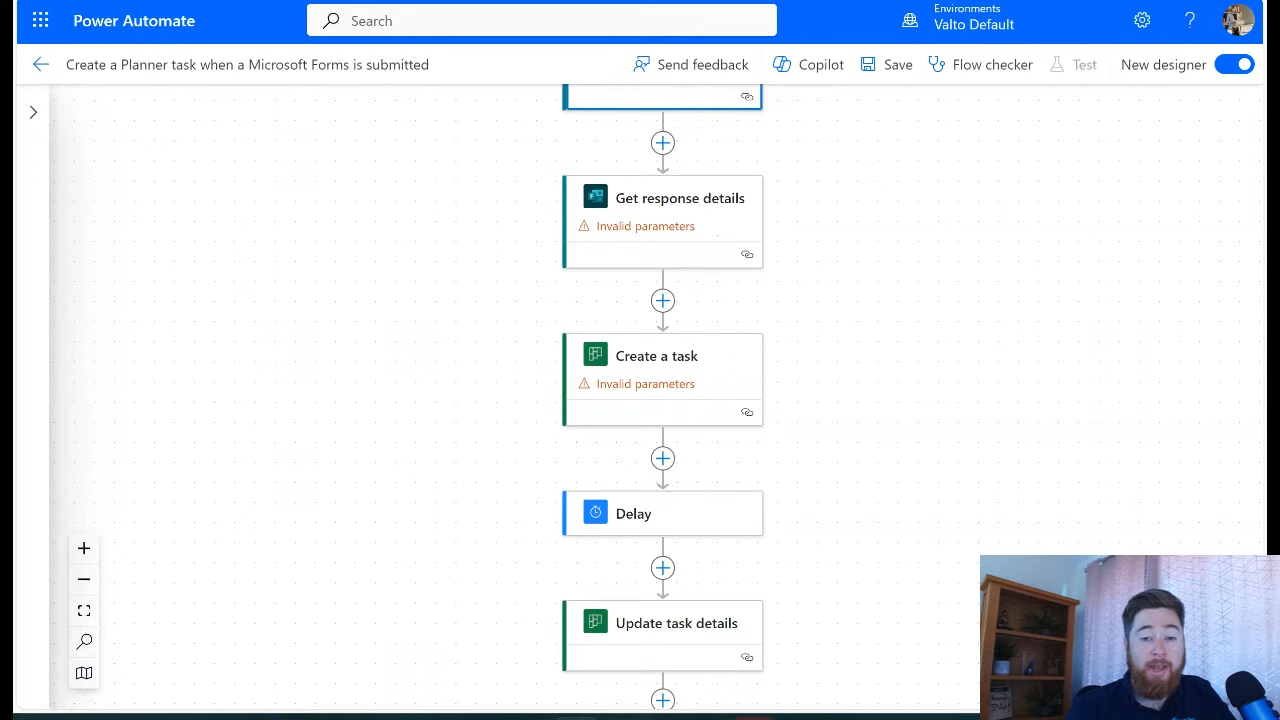 Power Automate
Search
Environments
Valto Default
Create a Planner task when a Microsoft Forms is submitted
Send feedback
Copilot
Save
Flow checker
Test
New designer
Get response details
Invalid parameters
Create a task
Invalid parameters
Delay
Update task details